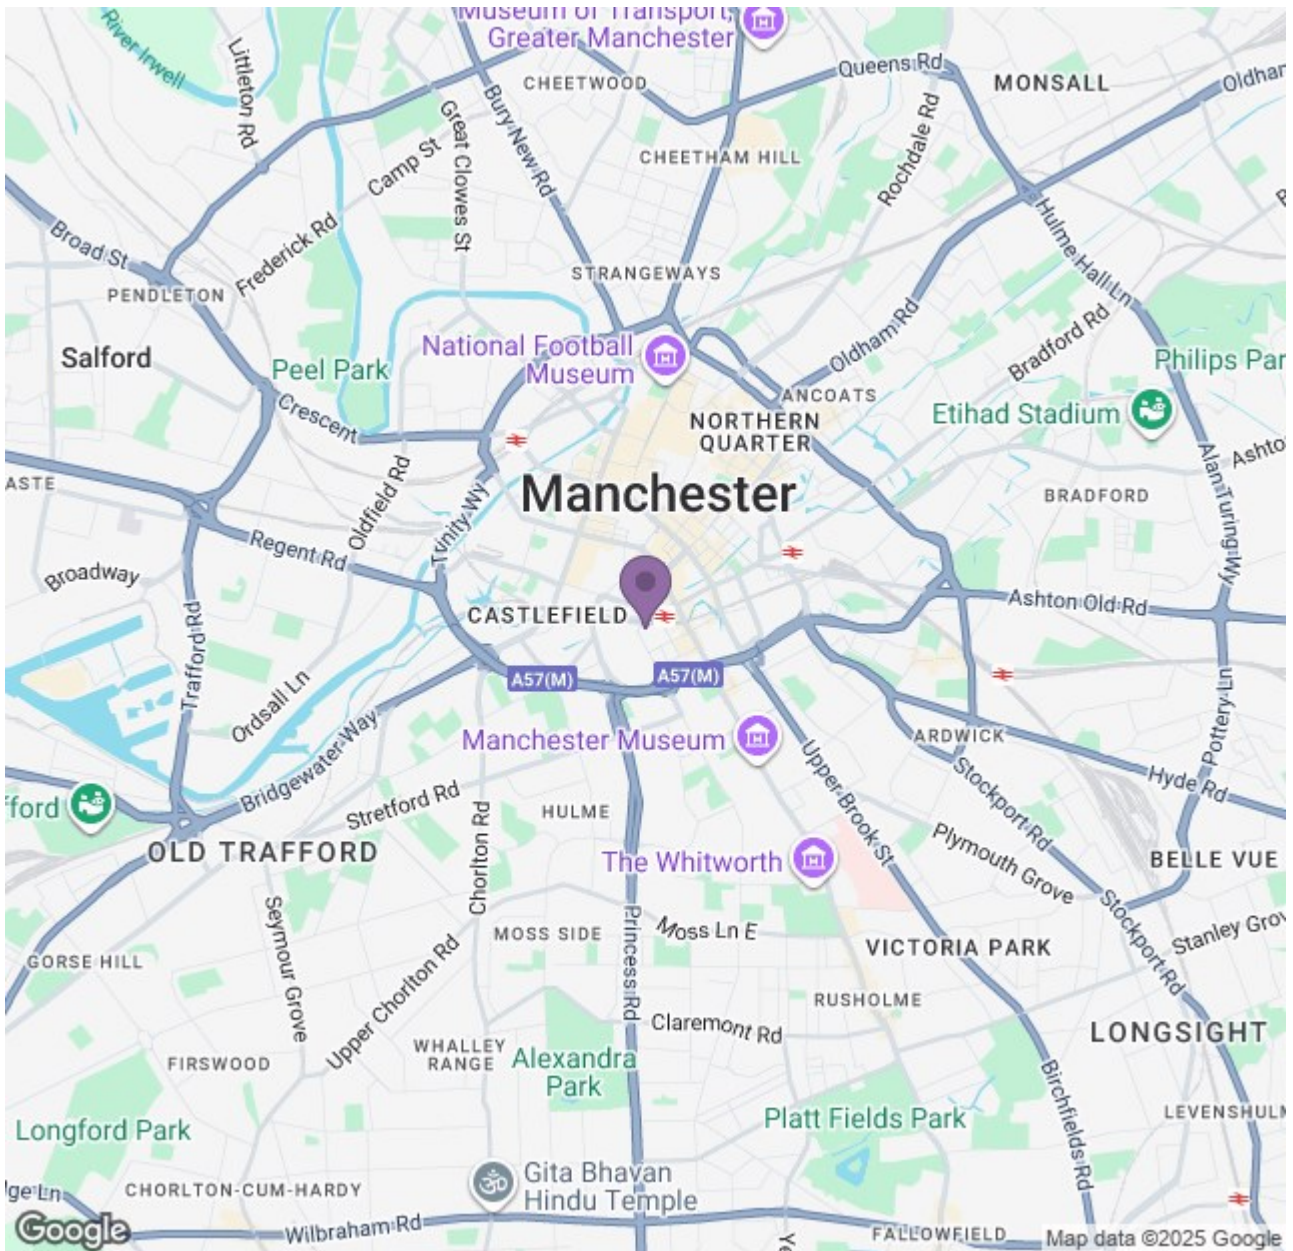 Museum of Transport,
Greater Manchester
River Irwell
Littleton Rd
CHEETWOOD
Queens Rd
MONSALL
Oldham
Bury New Rd
Great Clowes St
Camp St
CHEETHAM HILL
Rochdale Rd
Hulme Hall Ln
Broad St
Frederick Rd
PENDLETON
STRANGEWAYS
Salford
Peel Park
National Football
Museum
Oldham Rd
Bradford Rd
Philips Par
Crescent
ANCOATS
NORTHERN
QUARTER
Etihad Stadium
Alan Turing Wy
Ashto
ASTE
Oldfield Rd
Trinity Wy
Manchester
BRADFORD
Regent Rd
Broadway
CASTLEFIELD
Ashton Old Rd
Trafford Rd
Ordsall Ln
A57(M)
A57(M)
Pottery Ln
Bridgewater Way
Manchester Museum
ARDWICK
Upper Brook St
Stockport Rd
Hyde Rd
fford
Stretford Rd
HULME
Chorlton Rd
OLD TRAFFORD
The Whitworth
Plymouth Grove
BELLE VUE
Seymour Grove
Princess Rd
MOSS SIDE
Moss Ln E
VICTORIA PARK
Stockport Rd
Stanley Grov
GORSE HILL
Upper Chorlton Rd
RUSHOLME
Claremont Rd
LONGSIGHT
FIRSWOOD
WHALLEY
RANGE
Alexandra
Park
Birchfields Rd
Platt Fields Park
LEVENSHULM
Longford Park
Gita Bhavan
Hindu Temple
CHORLTON-CUM-HARDY
ge Ln
Wilbraham Rd
FALLOWFIELD
Google
Map data ©2025 Google